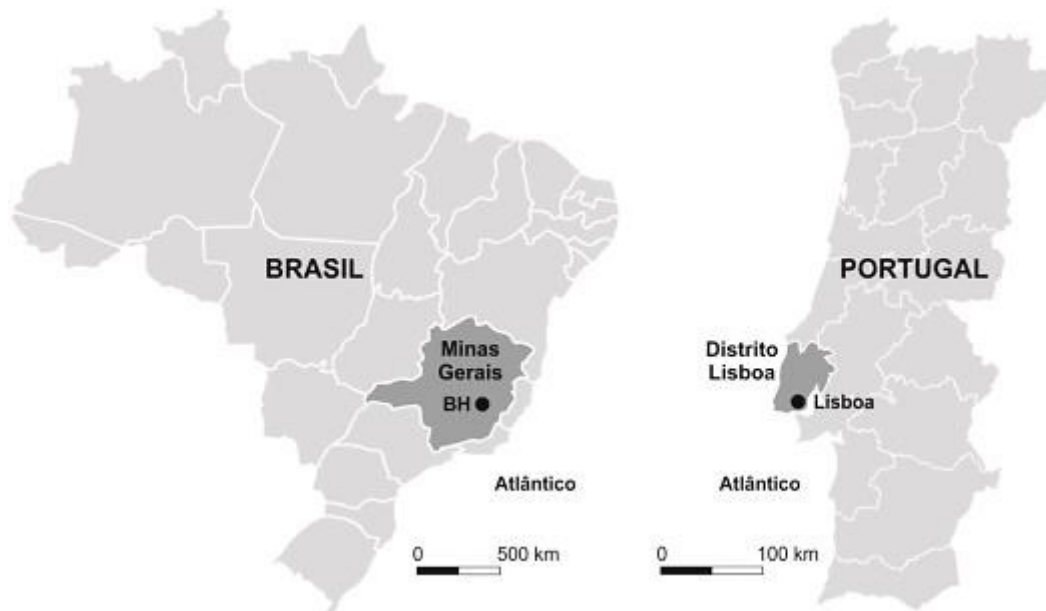 BRASIL
Minas
Gerais
BH
Atlântico
0 500 km
PORTUGAL
Distrito
Lisboa
Lisboa
Atlântico
0 100 km